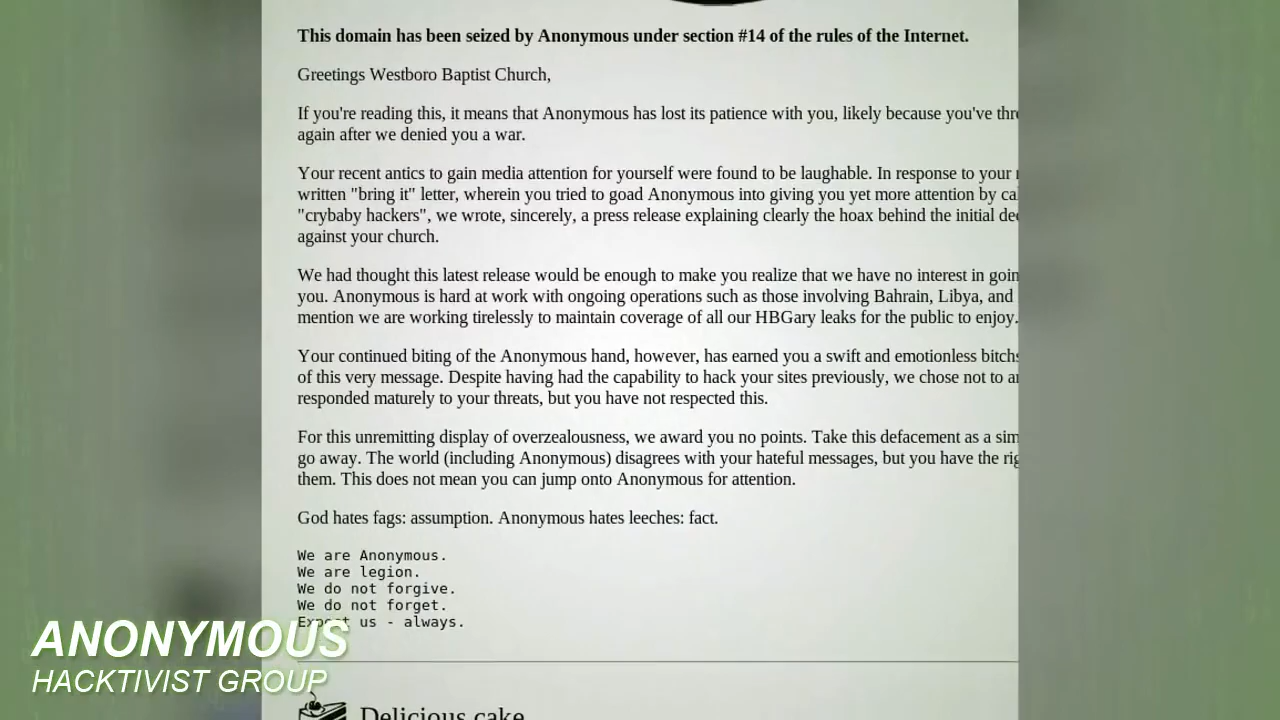 This domain has been seized by Anonymous under section #14 of the rules of the Internet.
Greetings Westboro Baptist Church,
If you're reading this, it means that Anonymous has lost its patience with you, likely because you've
again after we denied you a war.
Your recent antics to gain media attention for yourself were found to be laughable. In response to your
written "bring it" letter, wherein you tried to goad Anonymous into giving you yet more attention by
"crybaby hackers", we wrote, sincerely, a press release explaining clearly the hoax behind the initial
against your church.
We had thought this latest release would be enough to make you realize that we have no interest in
you. Anonymous is hard at work with ongoing operations such as those involving Bahrain, Libya, and
mention we are working tirelessly to maintain coverage of all our HBGary leaks for the public to enjoy.
Your continued biting of the Anonymous hand, however, has earned you a swift and emotionless
of this very message. Despite having had the capability to hack your sites previously, we chose not to
responded maturely to your threats, but you have not respected this.
For this unremitting display of overzealousness, we award you no points. Take this defacement as a
go away. The world (including Anonymous) disagrees with your hateful messages, but you have the
them. This does not mean you can jump onto Anonymous for attention.
God hates fags: assumption. Anonymous hates leeches: fact.
We are Anonymous.
We are legion.
We do not forgive.
We do not forget.
Expect us - always.
ANONYMOUS
HACKTIVIST GROUP
Delicious cake